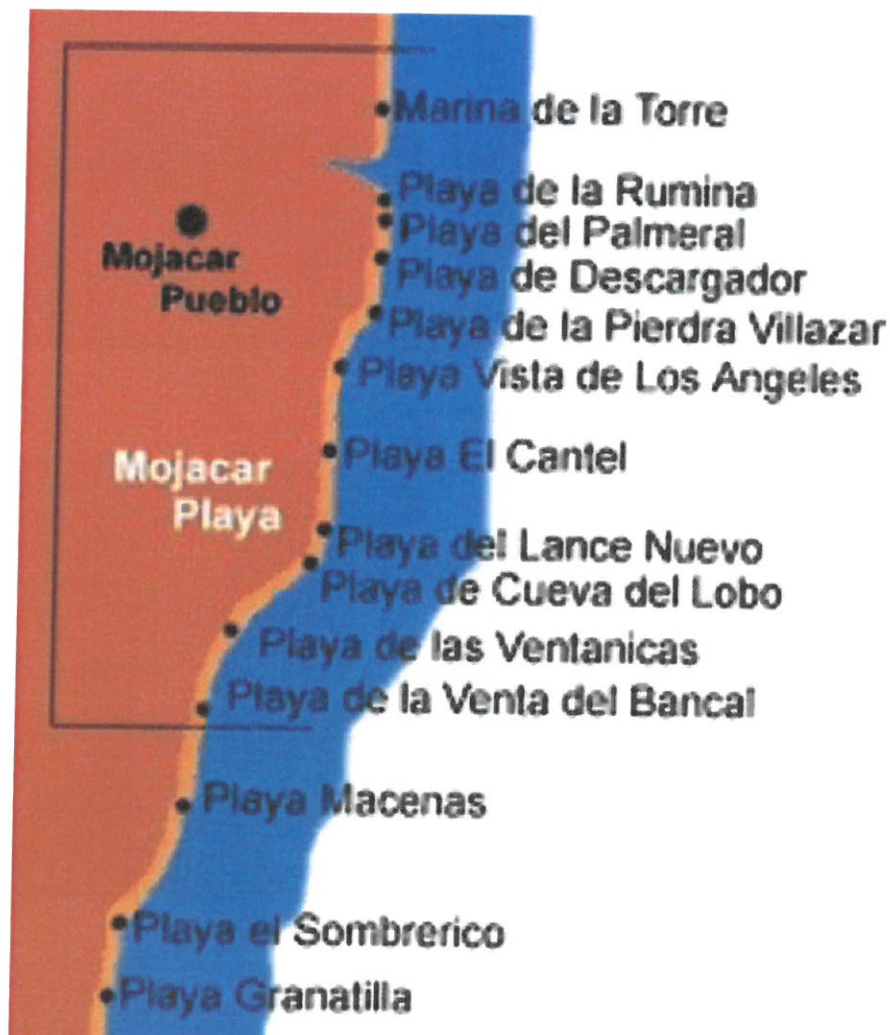 Marina de la Torre
Playa de la Rumina
Playa del Palmeral
Mojacar
Pueblo
Playa de Descargador
Playa de la Pierdra Villazar
Playa Vista de Los Angeles
Mojacar
Playa
Playa El Cantel
Playa del Lance Nuevo
Playa de Cueva del Lobo
Playa de las Ventanicas
Playa de la Venta del Bancal
Playa Macenas
Playa el Sombrerico
Playa Granatilla